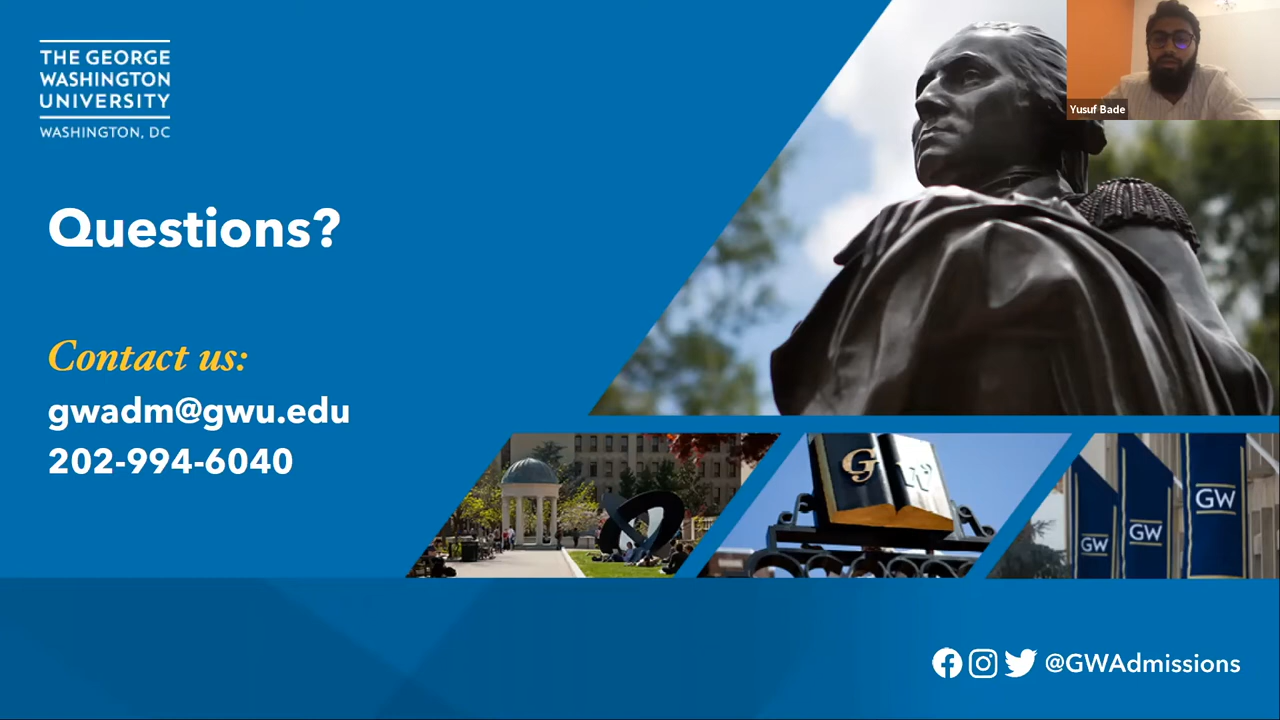 THE GEORGE
WASHINGTON
UNIVERSITY
WASHINGTON, DC
Yusuf Bade
Questions?
Contact us:
gwadm@gwu.edu
202-994-6040
G W
GW
GW
GW
@GWAdmissions